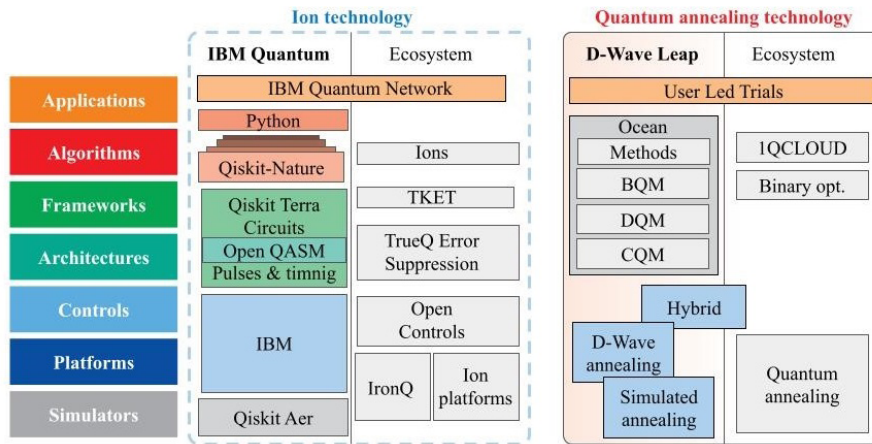 Ion technology
Quantum annealing technology
IBM Quantum
Ecosystem
D-Wave Leap
Ecosystem
Applications
Algorithms
Frameworks
Architectures
Controls
Platforms
Simulators
IBM Quantum Network
Python
Qiskit-Nature
Qiskit Terra
Circuits
Open QASM
Pulses & timnig
IBM
Qiskit Aer
Ions
TKET
TrueQ Error
Suppression
Open
Controls
IronQ
Ion
platforms
User Led Trials
Ocean
Methods
BQM
DQM
CQM
Hybrid
D-Wave
annealing
Simulated
annealing
1QCLOUD
Binary opt.
Quantum
annealing